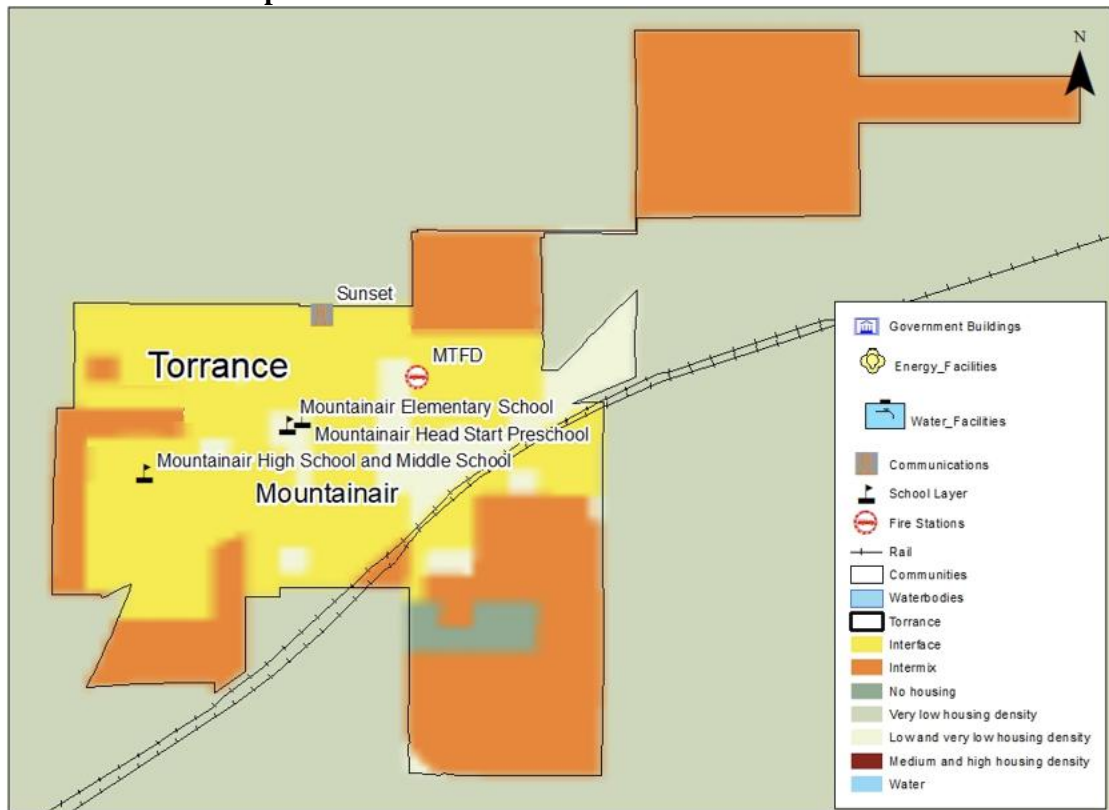 N
Sunset
MTFD
Torrance
Mountainair Elementary School
Mountainair Head Start Preschool
Mountainair High School and Middle School
Mountainair
Government Buildings
Energy_Facilities
Water_Facilities
Communications
School Layer
Fire Stations
Rail
Communities
Waterbodies
Torrance
Interface
Intermix
No housing
Very low housing density
Low and very low housing density
Medium and high housing density
Water